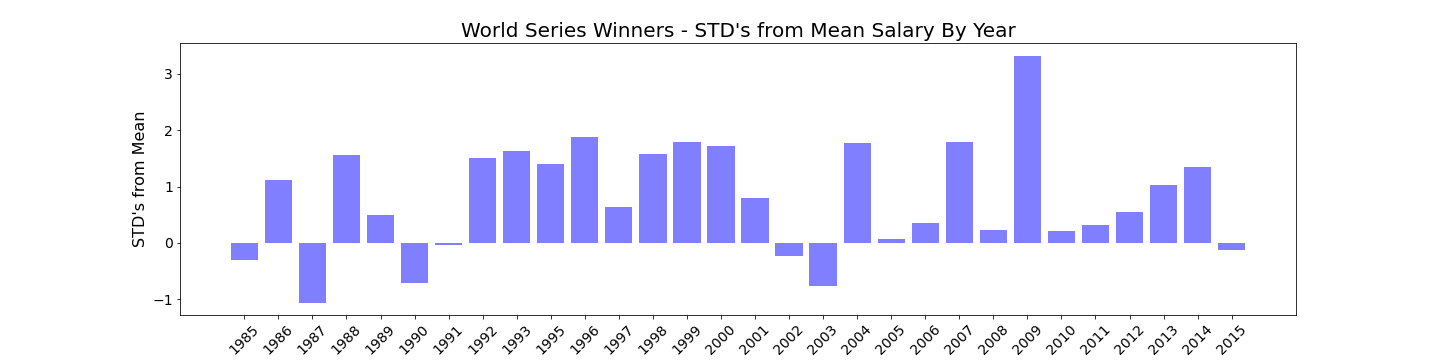 World Series Winners - STD's from Mean Salary By Year
STD's from Mean
3
2
1
0
−1
1985 1986 1987 1988 1989 1990 1991 1992 1993 1995 1996 1997 1998 1999 2000 2001 2002 2003 2004 2005 2006 2007 2008 2009 2010 2011 2012 2013 2014 2015